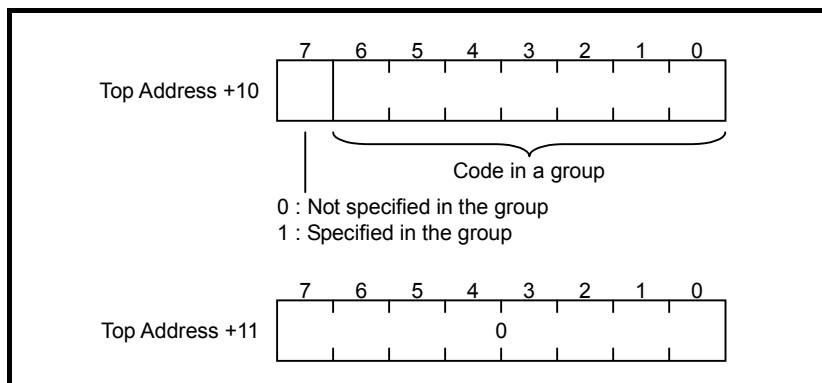 7 6 5 4 3 2 1 0
Top Address +10
Code in a group
0 : Not specified in the group
1 : Specified in the group
7 6 5 4 3 2 1 0
Top Address +11 0